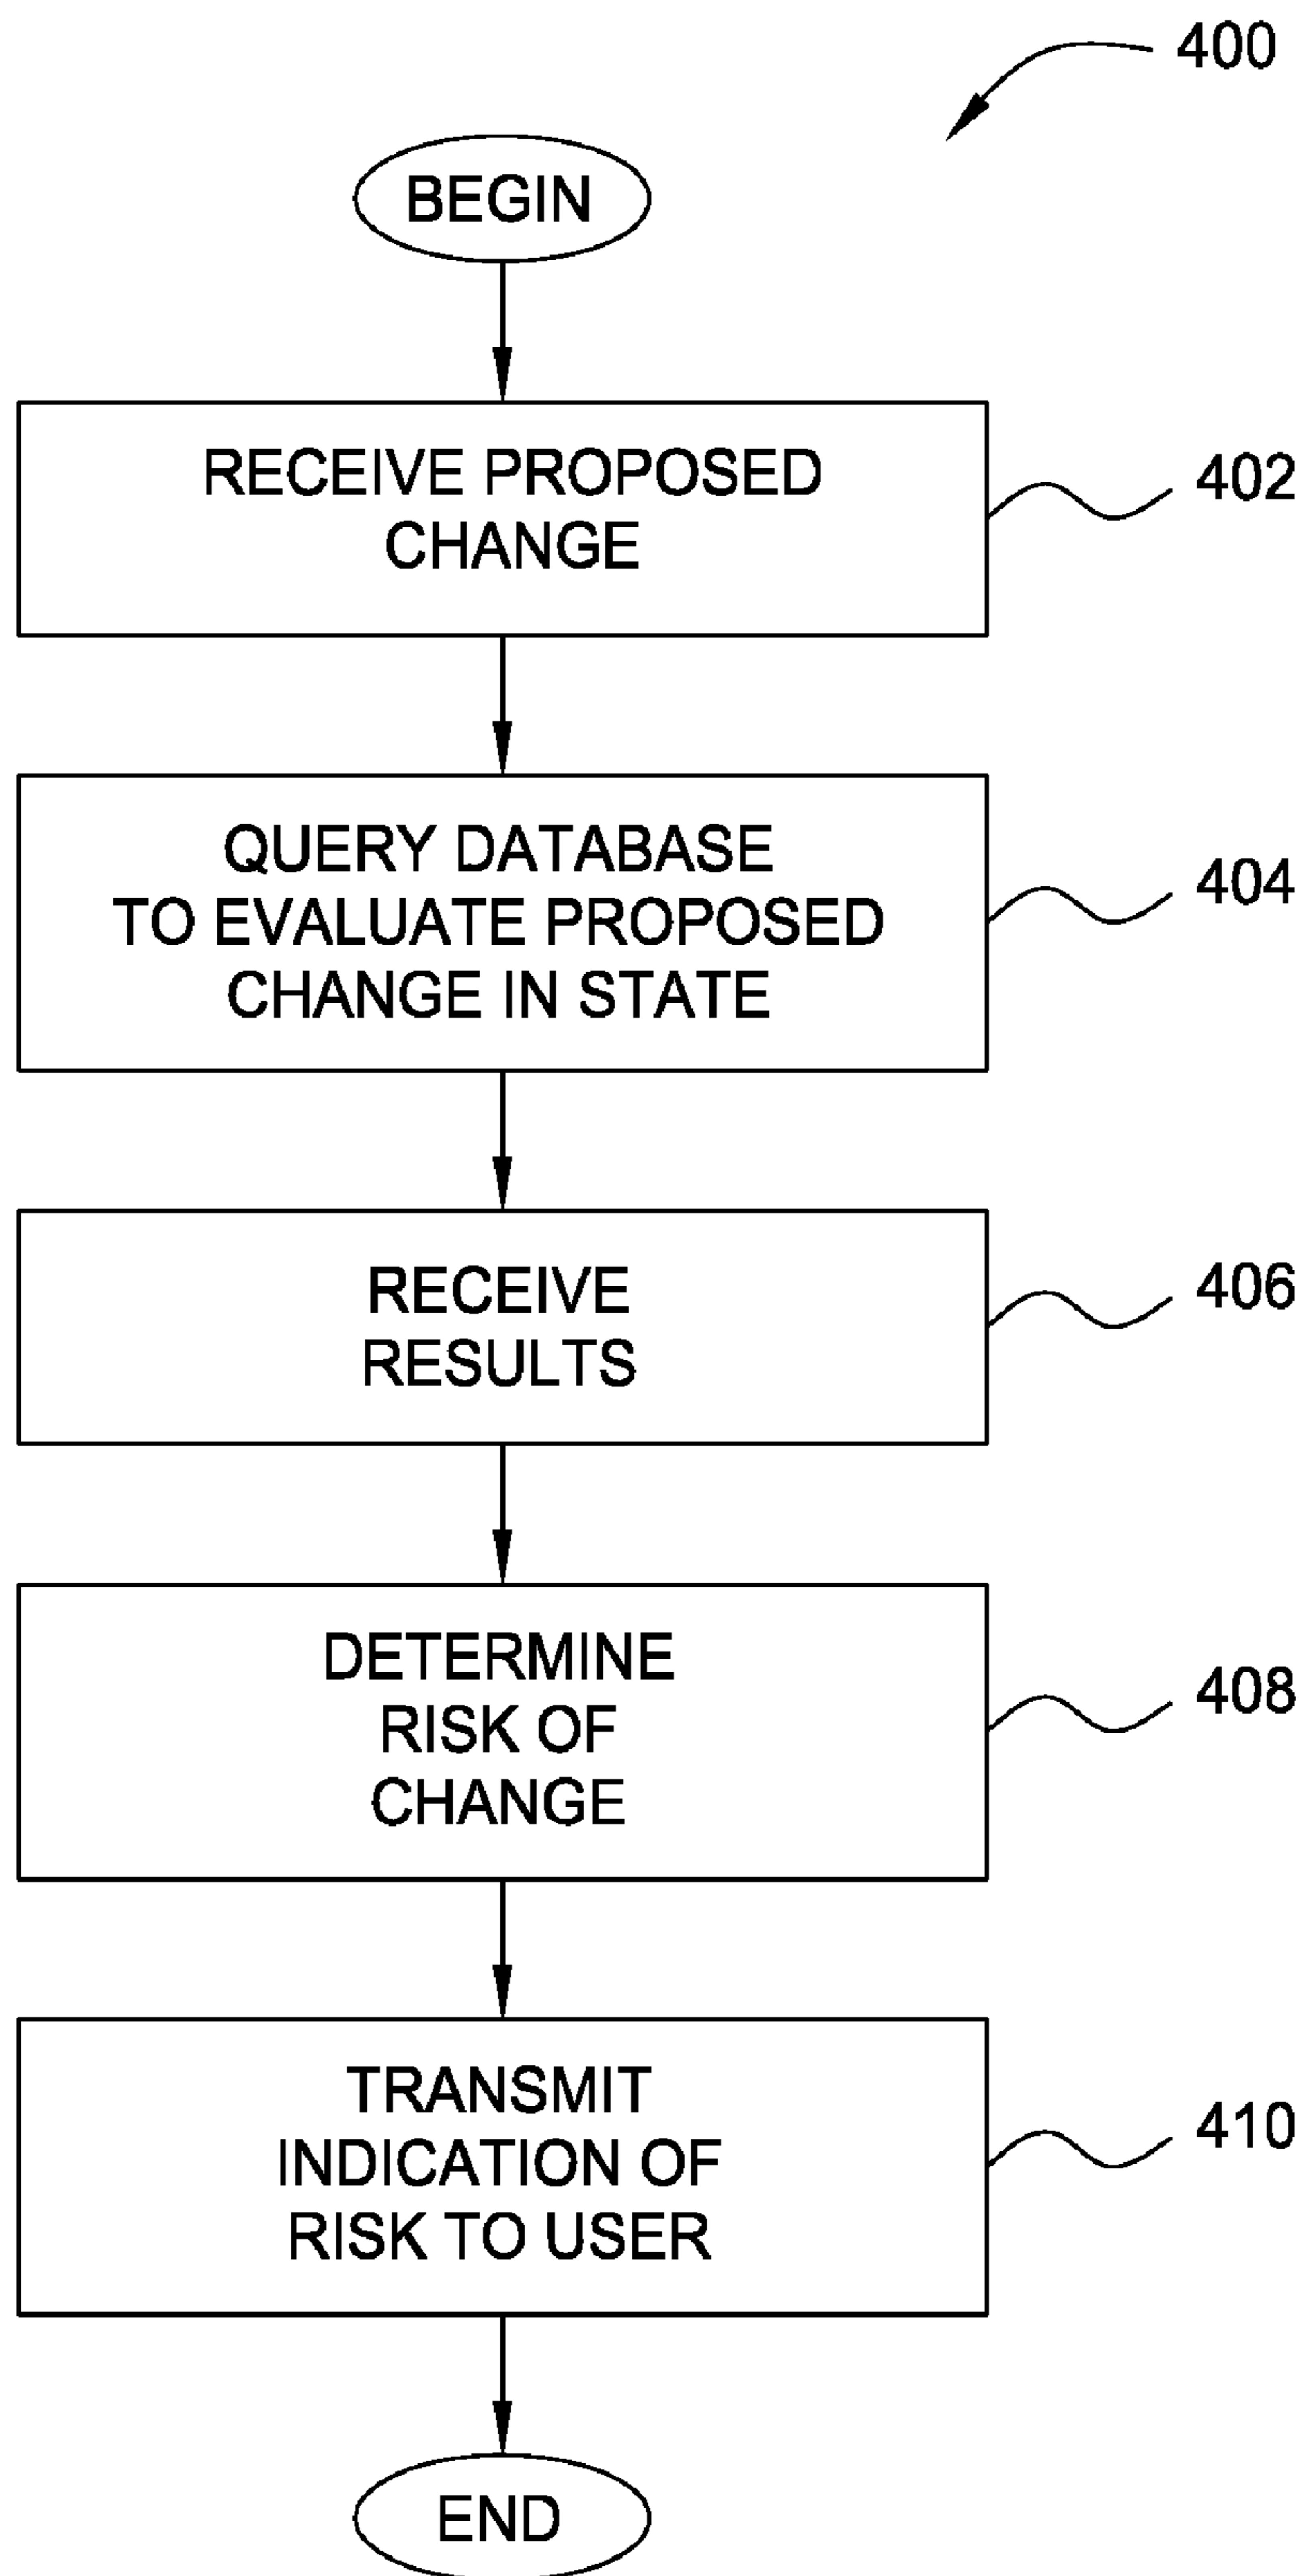 400
BEGIN
RECEIVE PROPOSED
CHANGE
402
QUERY DATABASE
TO EVALUATE PROPOSED
CHANGE IN STATE
404
RECEIVE
RESULTS
406
DETERMINE
RISK OF
CHANGE
408
TRANSMIT
INDICATION OF
RISK TO USER
410
END